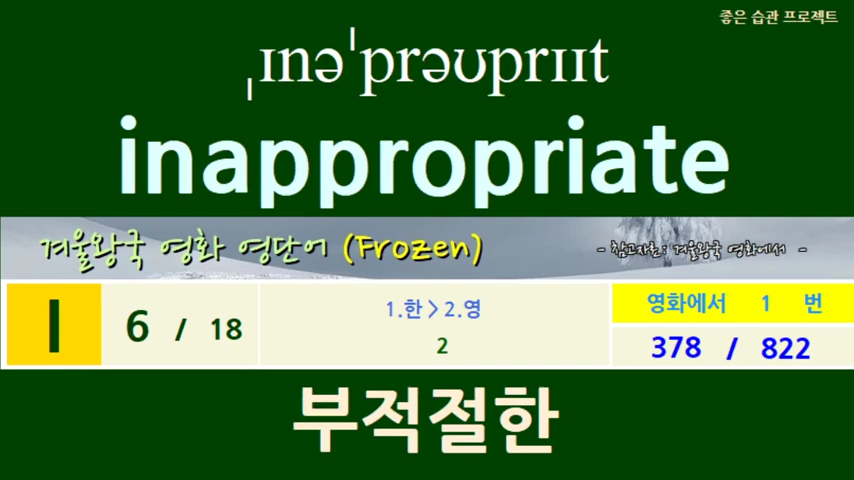 좋은 습관 프로젝트
ˌɪnəˈprəʊprɪɪt
inappropriate
겨울왕국 영화 영단어 (Frozen)
- 참고자료: 겨울왕국 영화에서 -
I
6 / 18
1.한 > 2.영
2
영화에서 1 번
378 / 822
부적절한